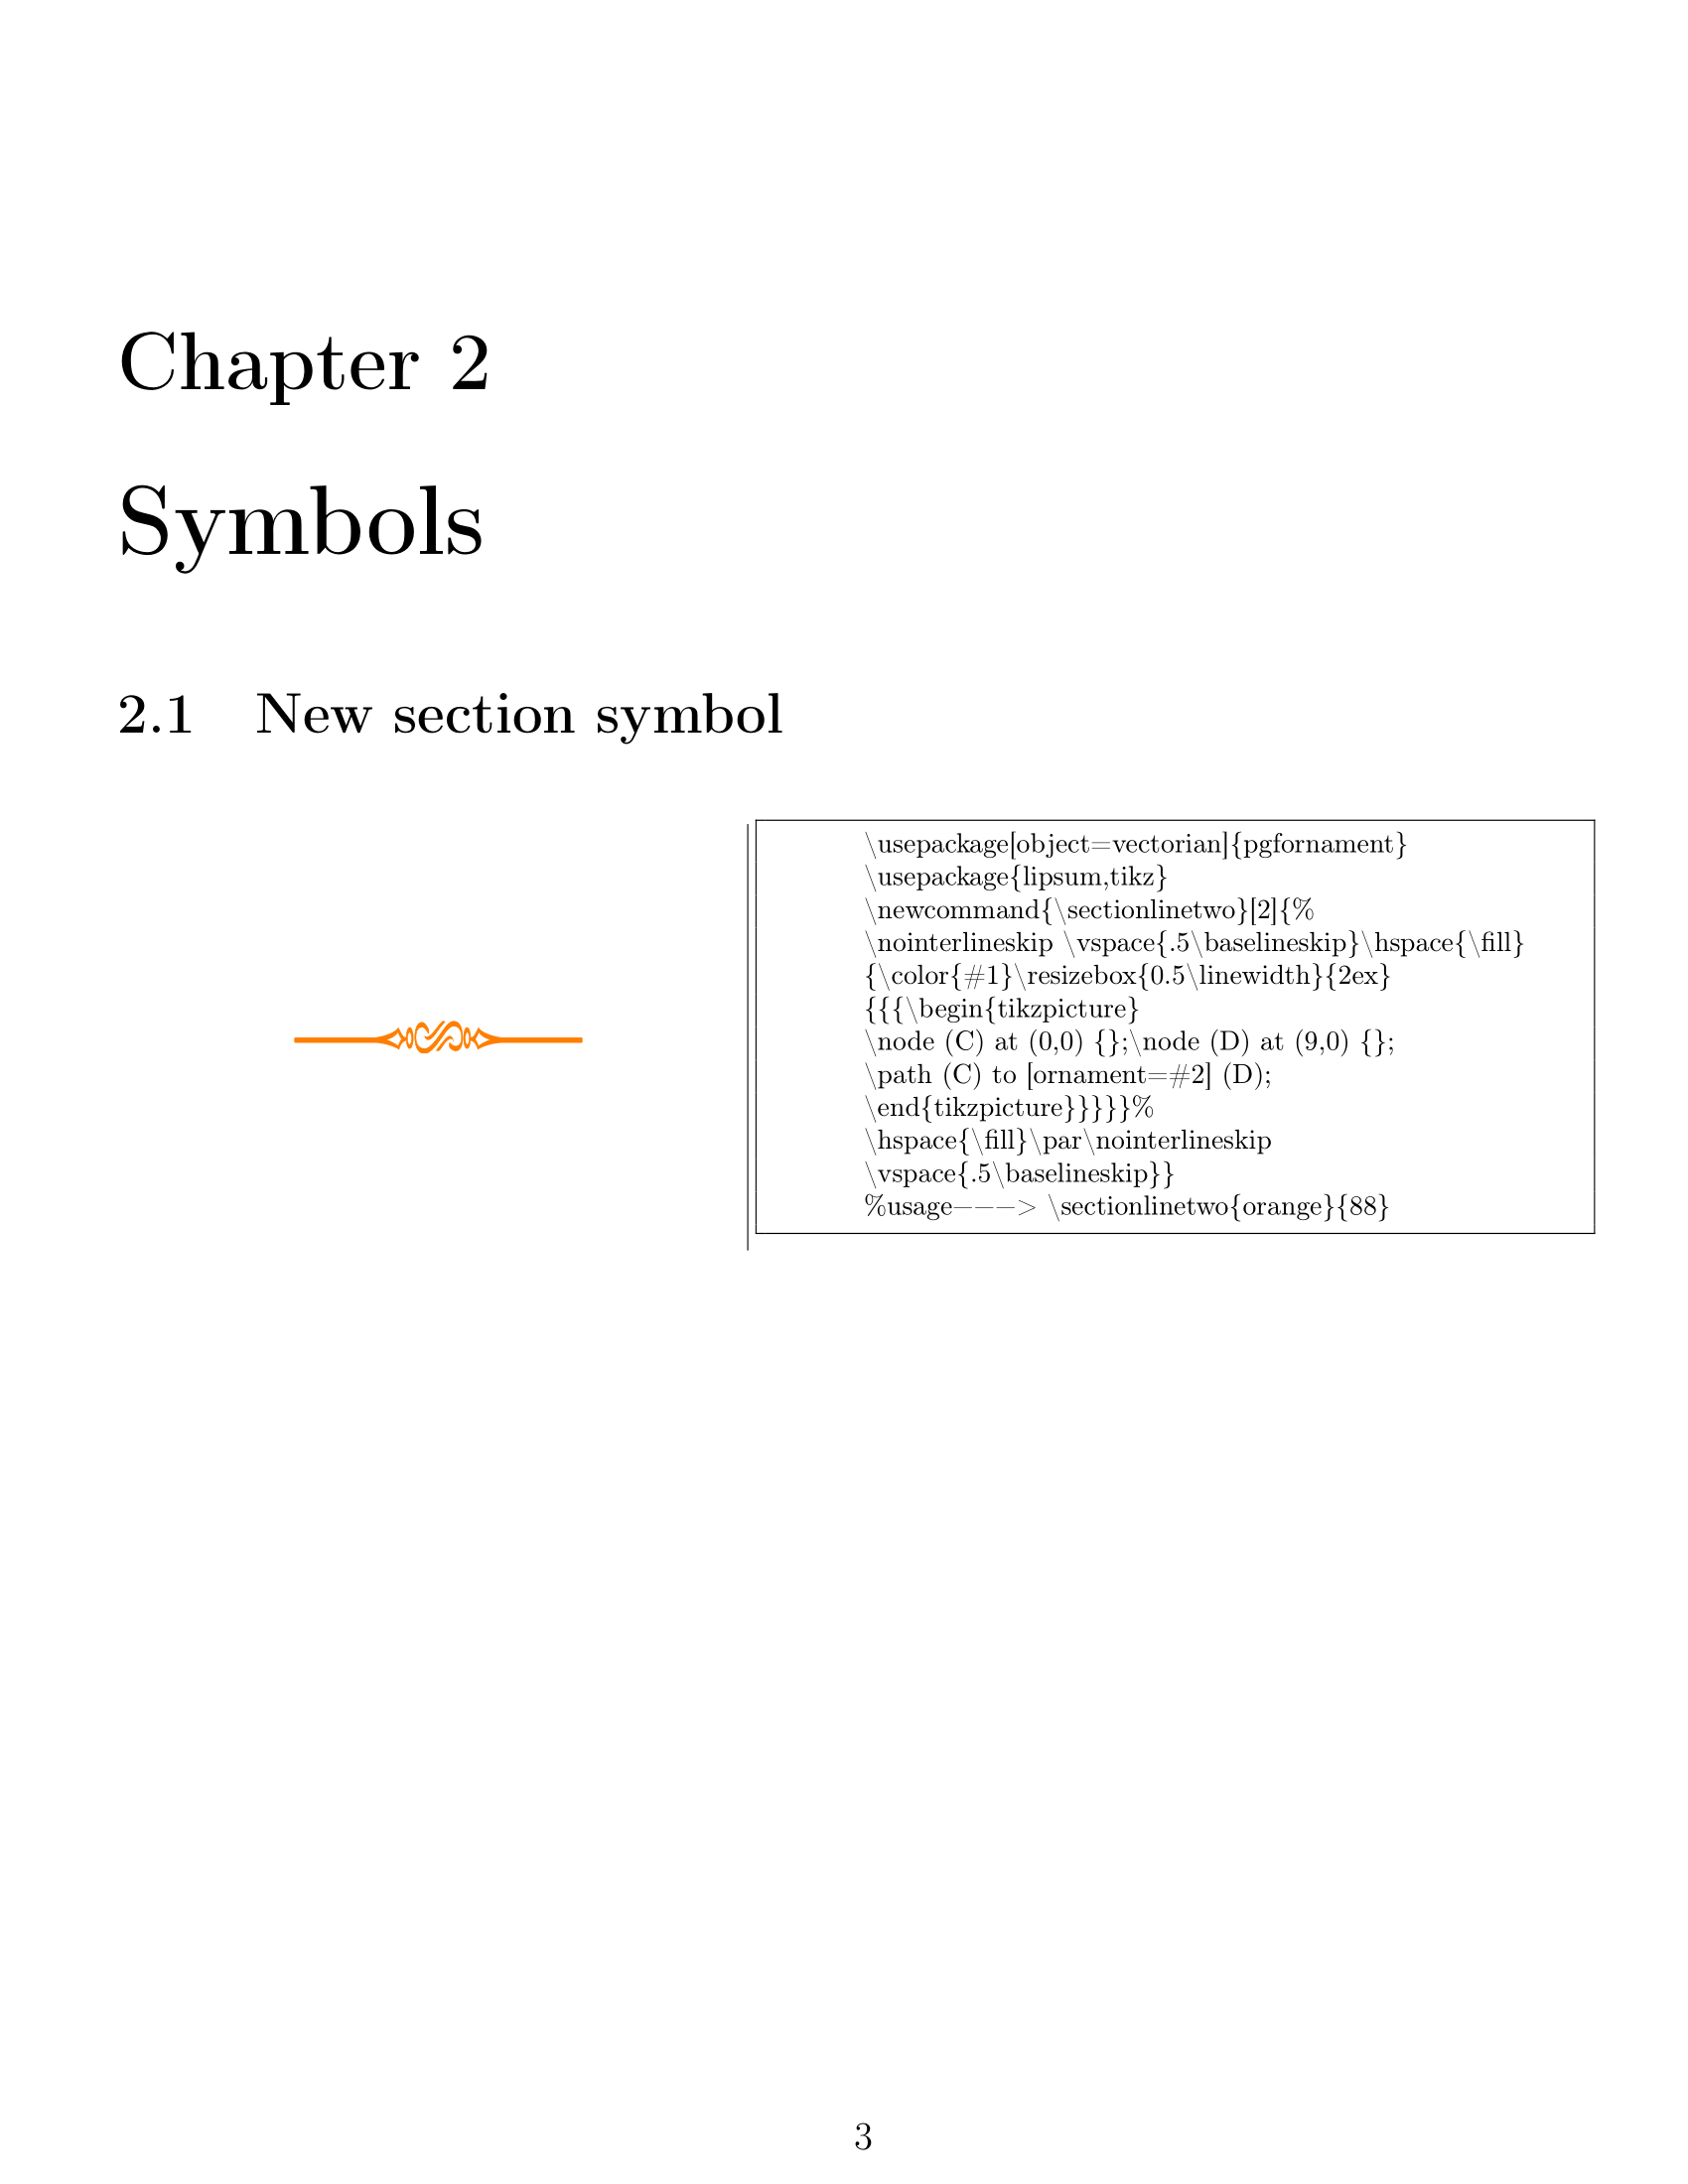 Chapter 2
Symbols
2.1 New section symbol
\usepackage[object=vectorian]{pgfornament}
\usepackage{lipsum,tikz}
\newcommand{\sectionlinetwo}[2]{%
\nointerlineskip \vspace{.5\baselineskip}\hspace{\fill}
{\color{#1}\resizebox{0.5\linewidth}{2ex}
{{{\begin{tikzpicture}
\node (C) at (0,0) {};\node (D) at (9,0) {};
\path (C) to [ornament=#2] (D);
\end{tikzpicture}}}}}%
\hspace{\fill}\par\nointerlineskip
\vspace{.5\baselineskip}}
%usage---> \sectionlinetwo{orange}{88}
3